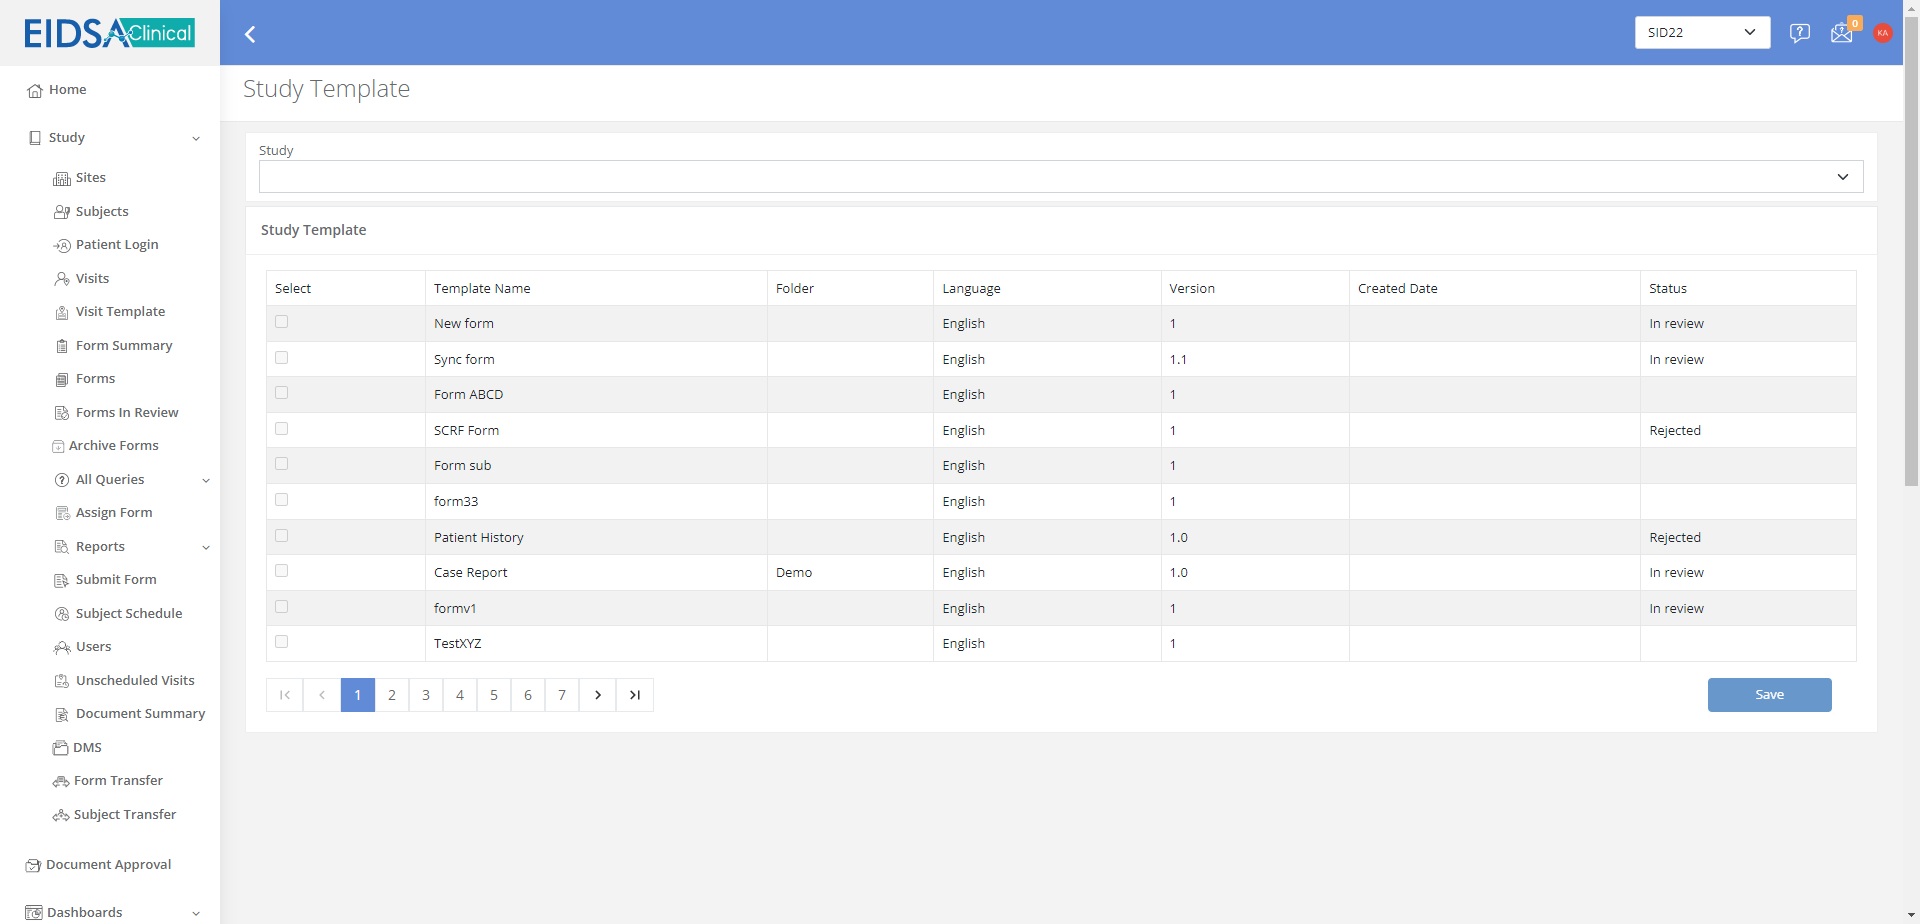 EIDSA Clinical
SID22
0
KA
Home
Study
Sites
Subjects
Patient Login
Visits
Visit Template
Form Summary
Forms
Forms In Review
Archive Forms
All Queries
Assign Form
Reports
Submit Form
Subject Schedule
Users
Unscheduled Visits
Document Summary
DMS
Form Transfer
Subject Transfer
Document Approval
Dashboards
Study Template
Study
Study Template
Select Template Name Folder Language Version Created Date Status
New form English 1 In review
Sync form English 1.1 In review
Form ABCD English 1
SCRF Form English 1 Rejected
Form sub English 1
form33 English 1
Patient History English 1.0 Rejected
Case Report Demo English 1.0 In review
formv1 English 1 In review
TestXYZ English 1
1 2 3 4 5 6 7
Save